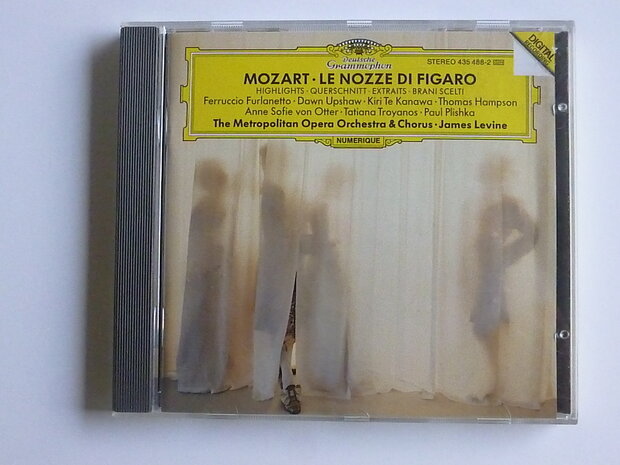 Deutsche
Grammophon
STEREO 435 488-2
DIGITAL
MOZART · LE NOZZE DI FIGARO
HIGHLIGHTS · QUERSCHNITT · EXTRAITS · BRANI SCELTI
Ferruccio Furlanetto · Dawn Upshaw · Kiri Te Kanawa · Thomas Hampson
Anne Sofie von Otter · Tatiana Troyanos · Paul Plishka
The Metropolitan Opera Orchestra & Chorus · James Levine
NUMERIQUE